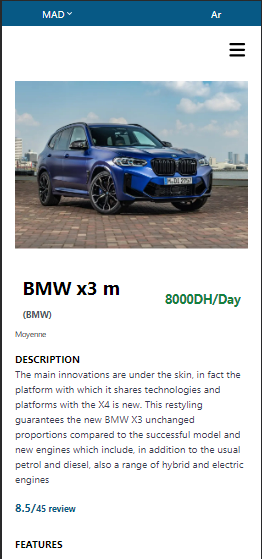 MAD
Ar
BMW x3 m
8000DH/Day
(BMW)
Moyenne
DESCRIPTION
The main innovations are under the skin, in fact the
platform with which it shares technologies and
platforms with the X4 is new. This restyling
guarantees the new BMW X3 unchanged
proportions compared to the successful model and
new engines which include, in addition to the usual
petrol and diesel, also a range of hybrid and electric
engines
8.5/45 review
FEATURES